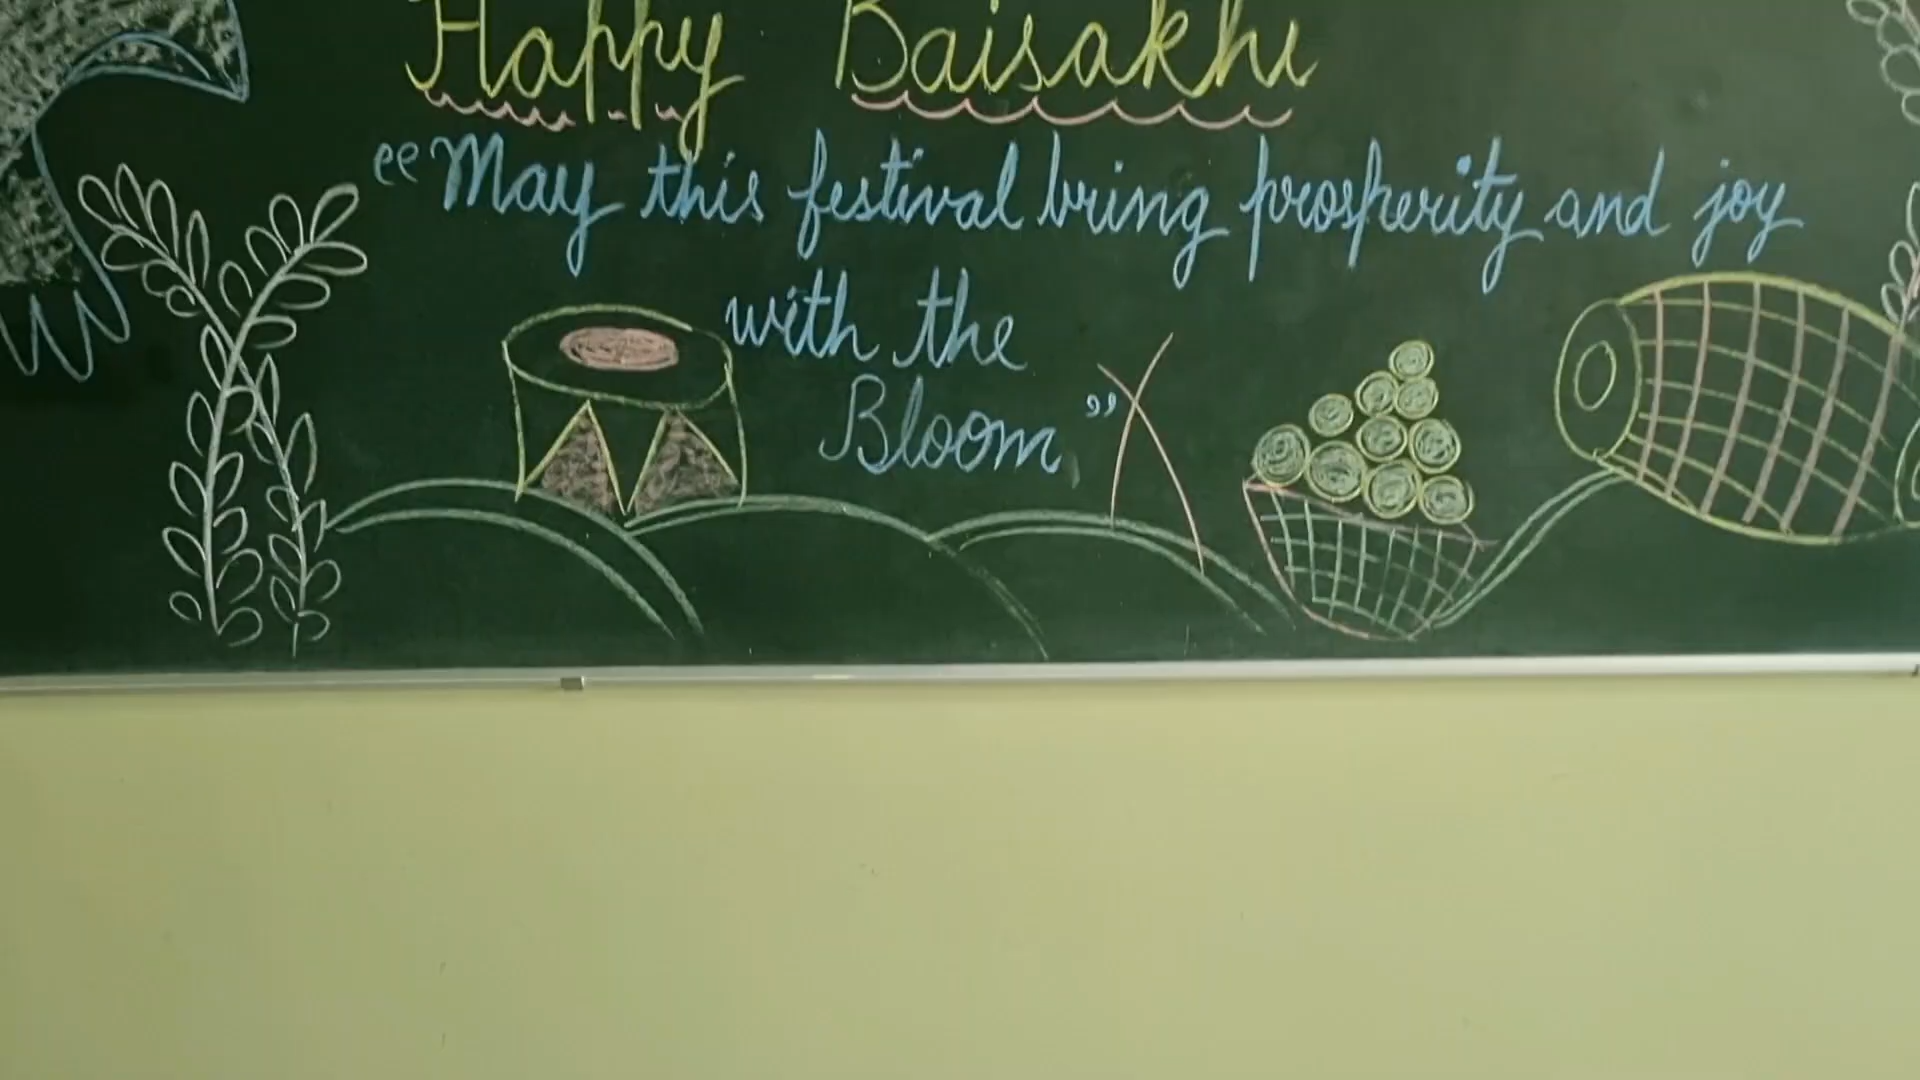 Happy Baisakhi
“May this festival bring prosperity and joy
with the
Bloom”